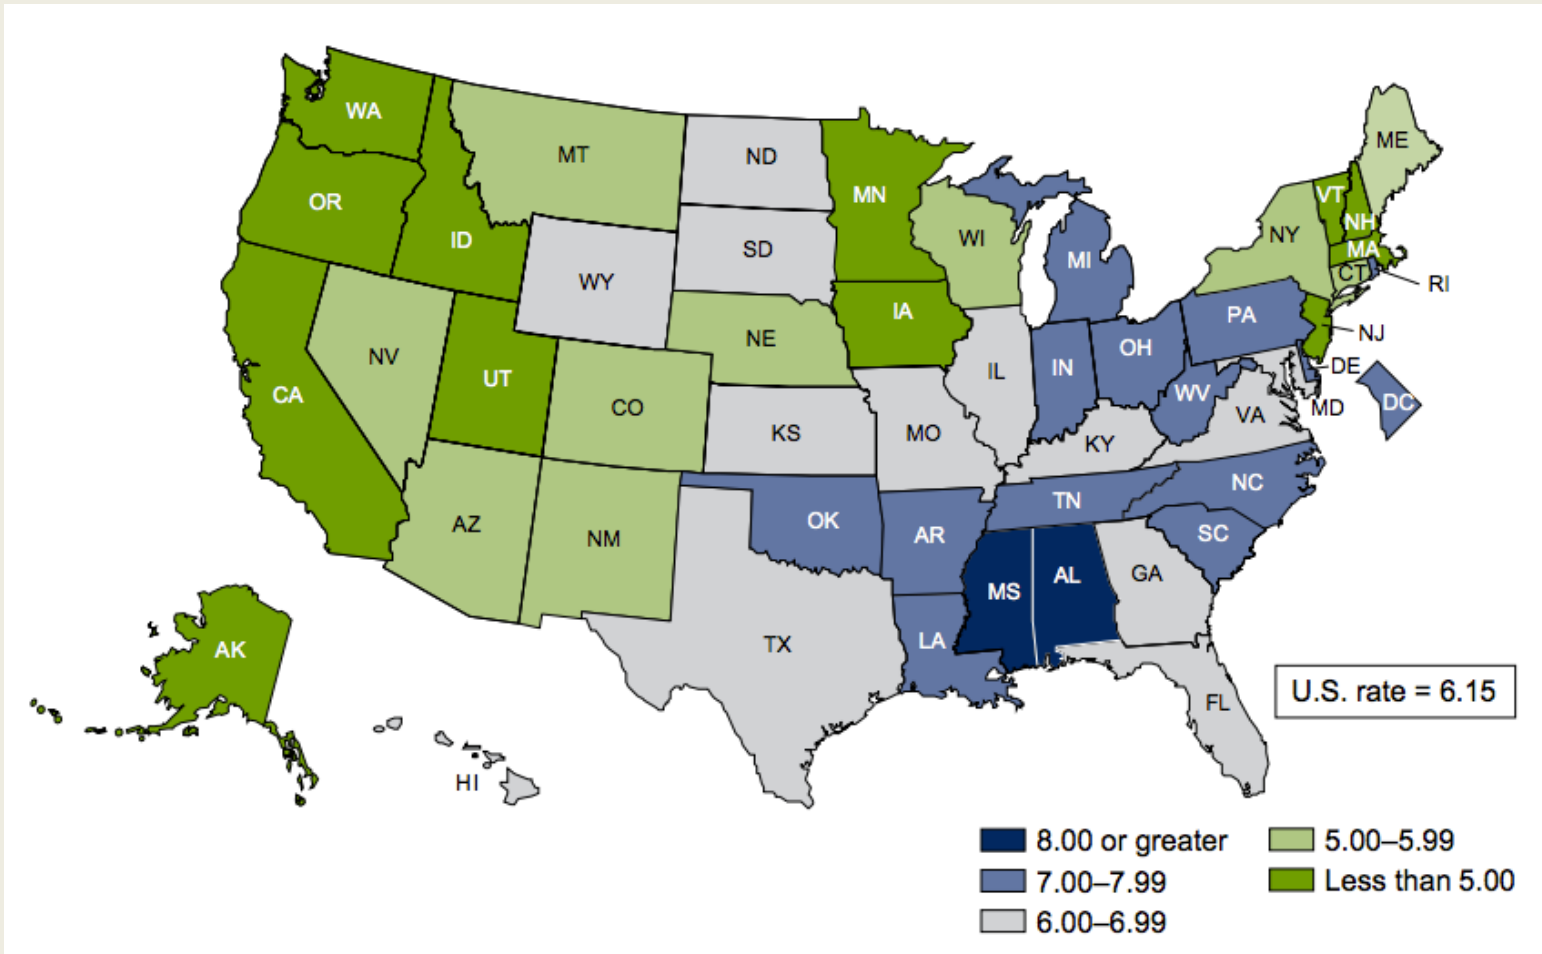 WA
MT
ND
MN
ME
OR
ID
SD
WI
MI
NY
VT
NH
MA
CT
RI
WY
IA
NE
PA
NJ
NV
UT
CO
IL
IN
OH
WV
DE
MD
DC
CA
KS
MO
KY
VA
AZ
NM
OK
AR
TN
NC
SC
MS
AL
GA
TX
LA
AK
HI
FL
U.S. rate = 6.15
8.00 or greater
7.00–7.99
6.00–6.99
5.00–5.99
Less than 5.00